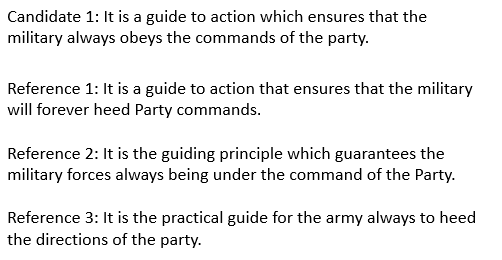 Candidate 1: It is a guide to action which ensures that the
military always obeys the commands of the party.
Reference 1: It is a guide to action that ensures that the military
will forever heed Party commands.
Reference 2: It is the guiding principle which guarantees the
military forces always being under the command of the Party.
Reference 3: It is the practical guide for the army always to heed
the directions of the party.